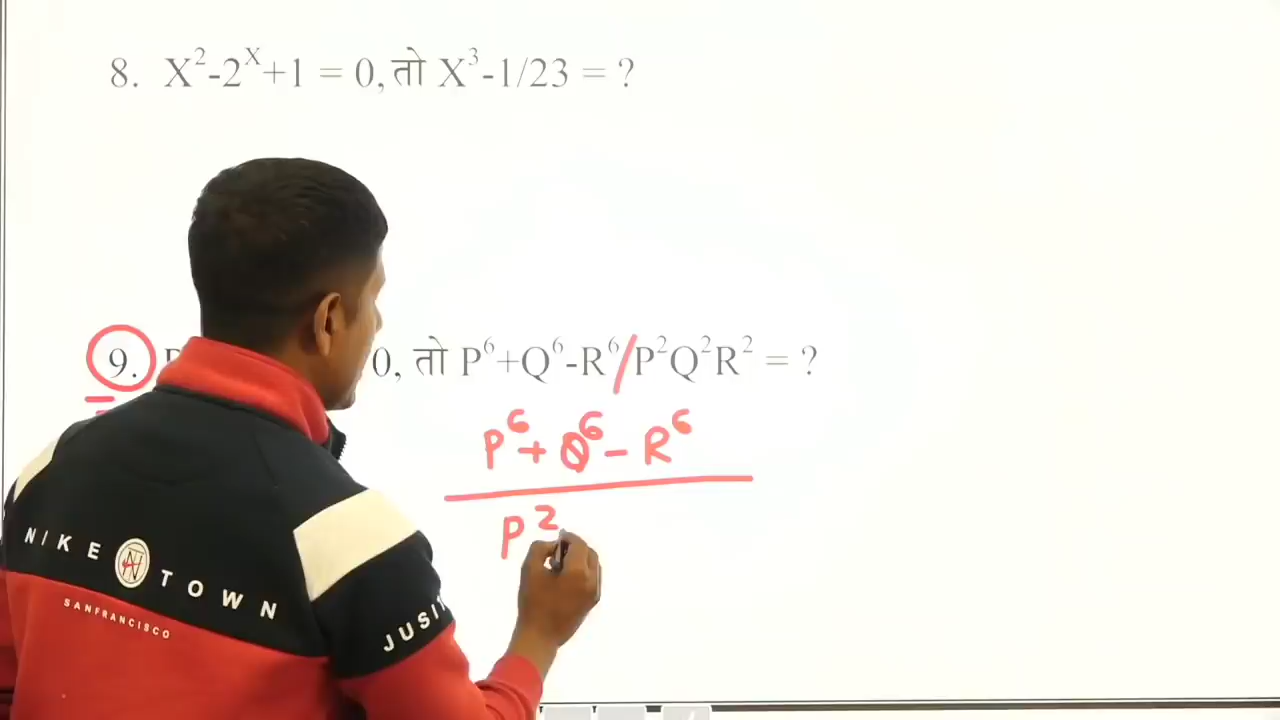 8. X²-2ˣ+1 = 0, तो X³-1/23 = ?
9. P 0, तो P⁶+Q⁶-R⁶/P²Q²R² = ?
P⁶+Q⁶-R⁶
P²
NIKE TOWN
SANFRANCISCO
JUSI